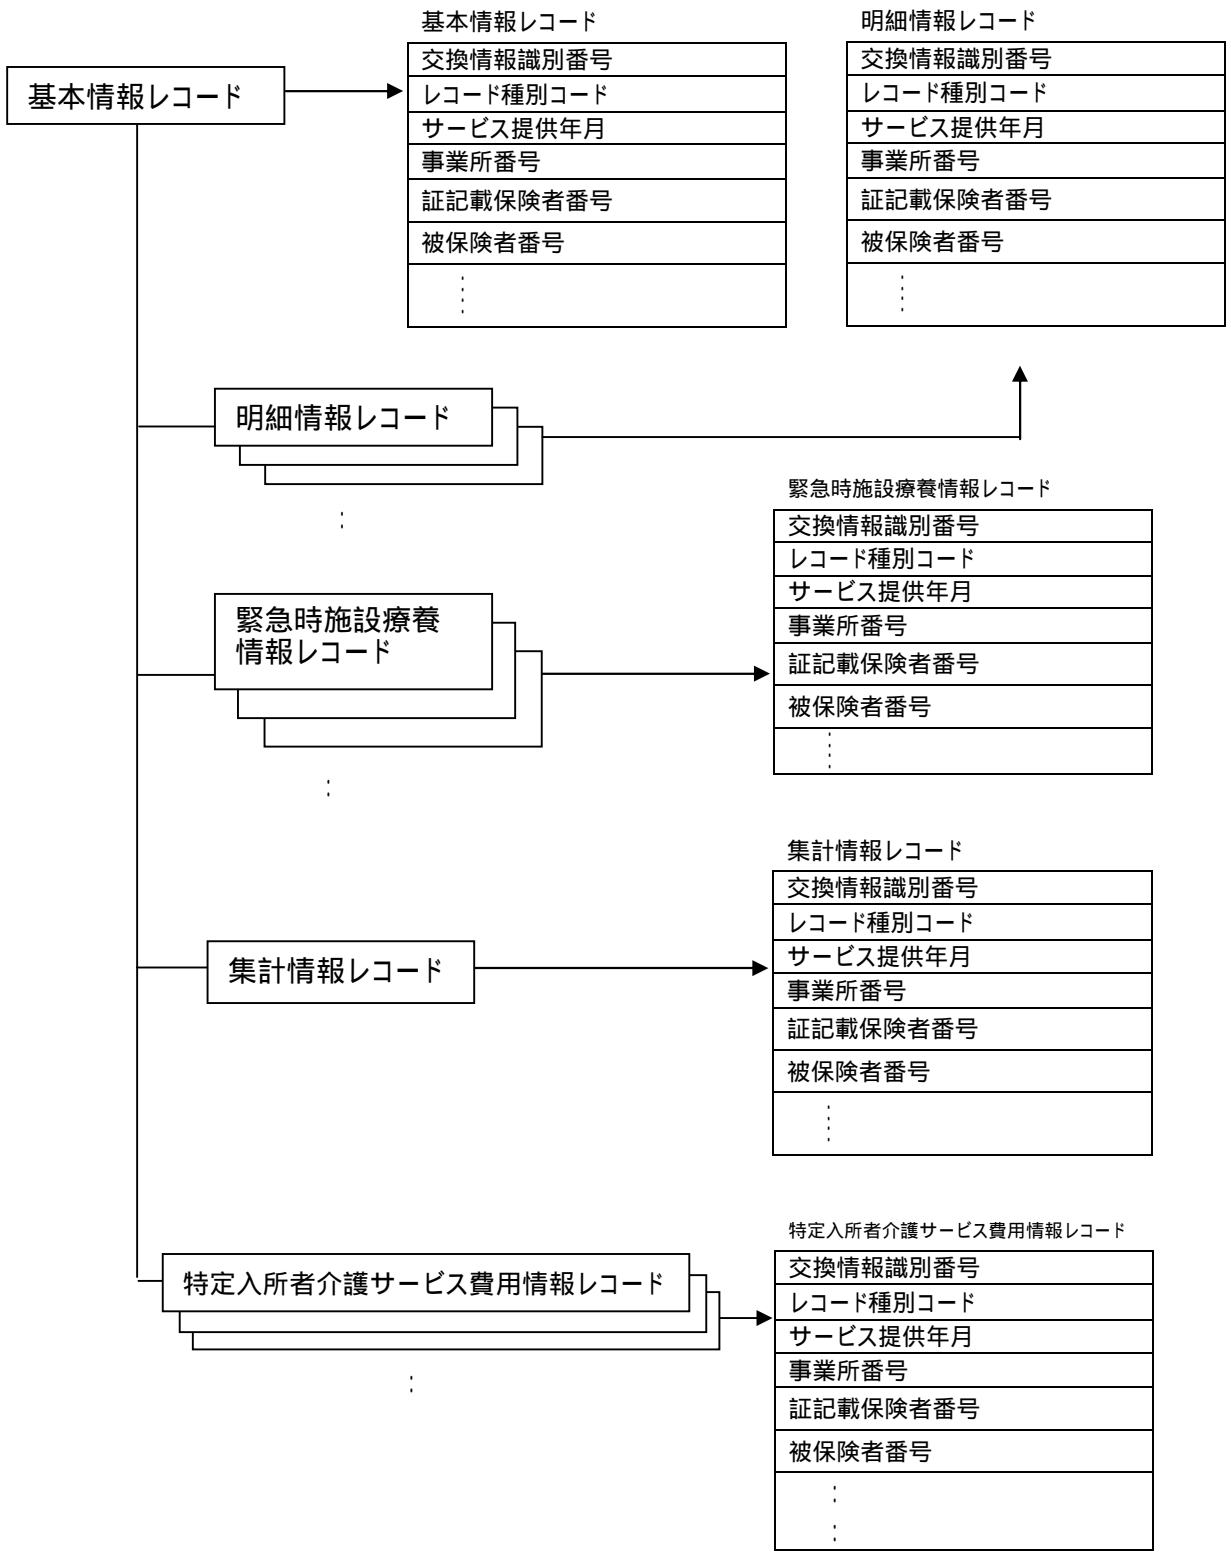 基本情報レコード
基本情報レコード
交換情報識別番号
レコード種別コード
サービス提供年月
事業所番号
証記載保険者番号
被保険者番号
明細情報レコード
交換情報識別番号
レコード種別コード
サービス提供年月
事業所番号
証記載保険者番号
被保険者番号
明細情報レコード
緊急時施設療養
情報レコード
緊急時施設療養情報レコード
交換情報識別番号
レコード種別コード
サービス提供年月
事業所番号
証記載保険者番号
被保険者番号
集計情報レコード
集計情報レコード
交換情報識別番号
レコード種別コード
サービス提供年月
事業所番号
証記載保険者番号
被保険者番号
特定入所者介護サービス費用情報レコード
特定入所者介護サービス費用情報レコード
交換情報識別番号
レコード種別コード
サービス提供年月
事業所番号
証記載保険者番号
被保険者番号